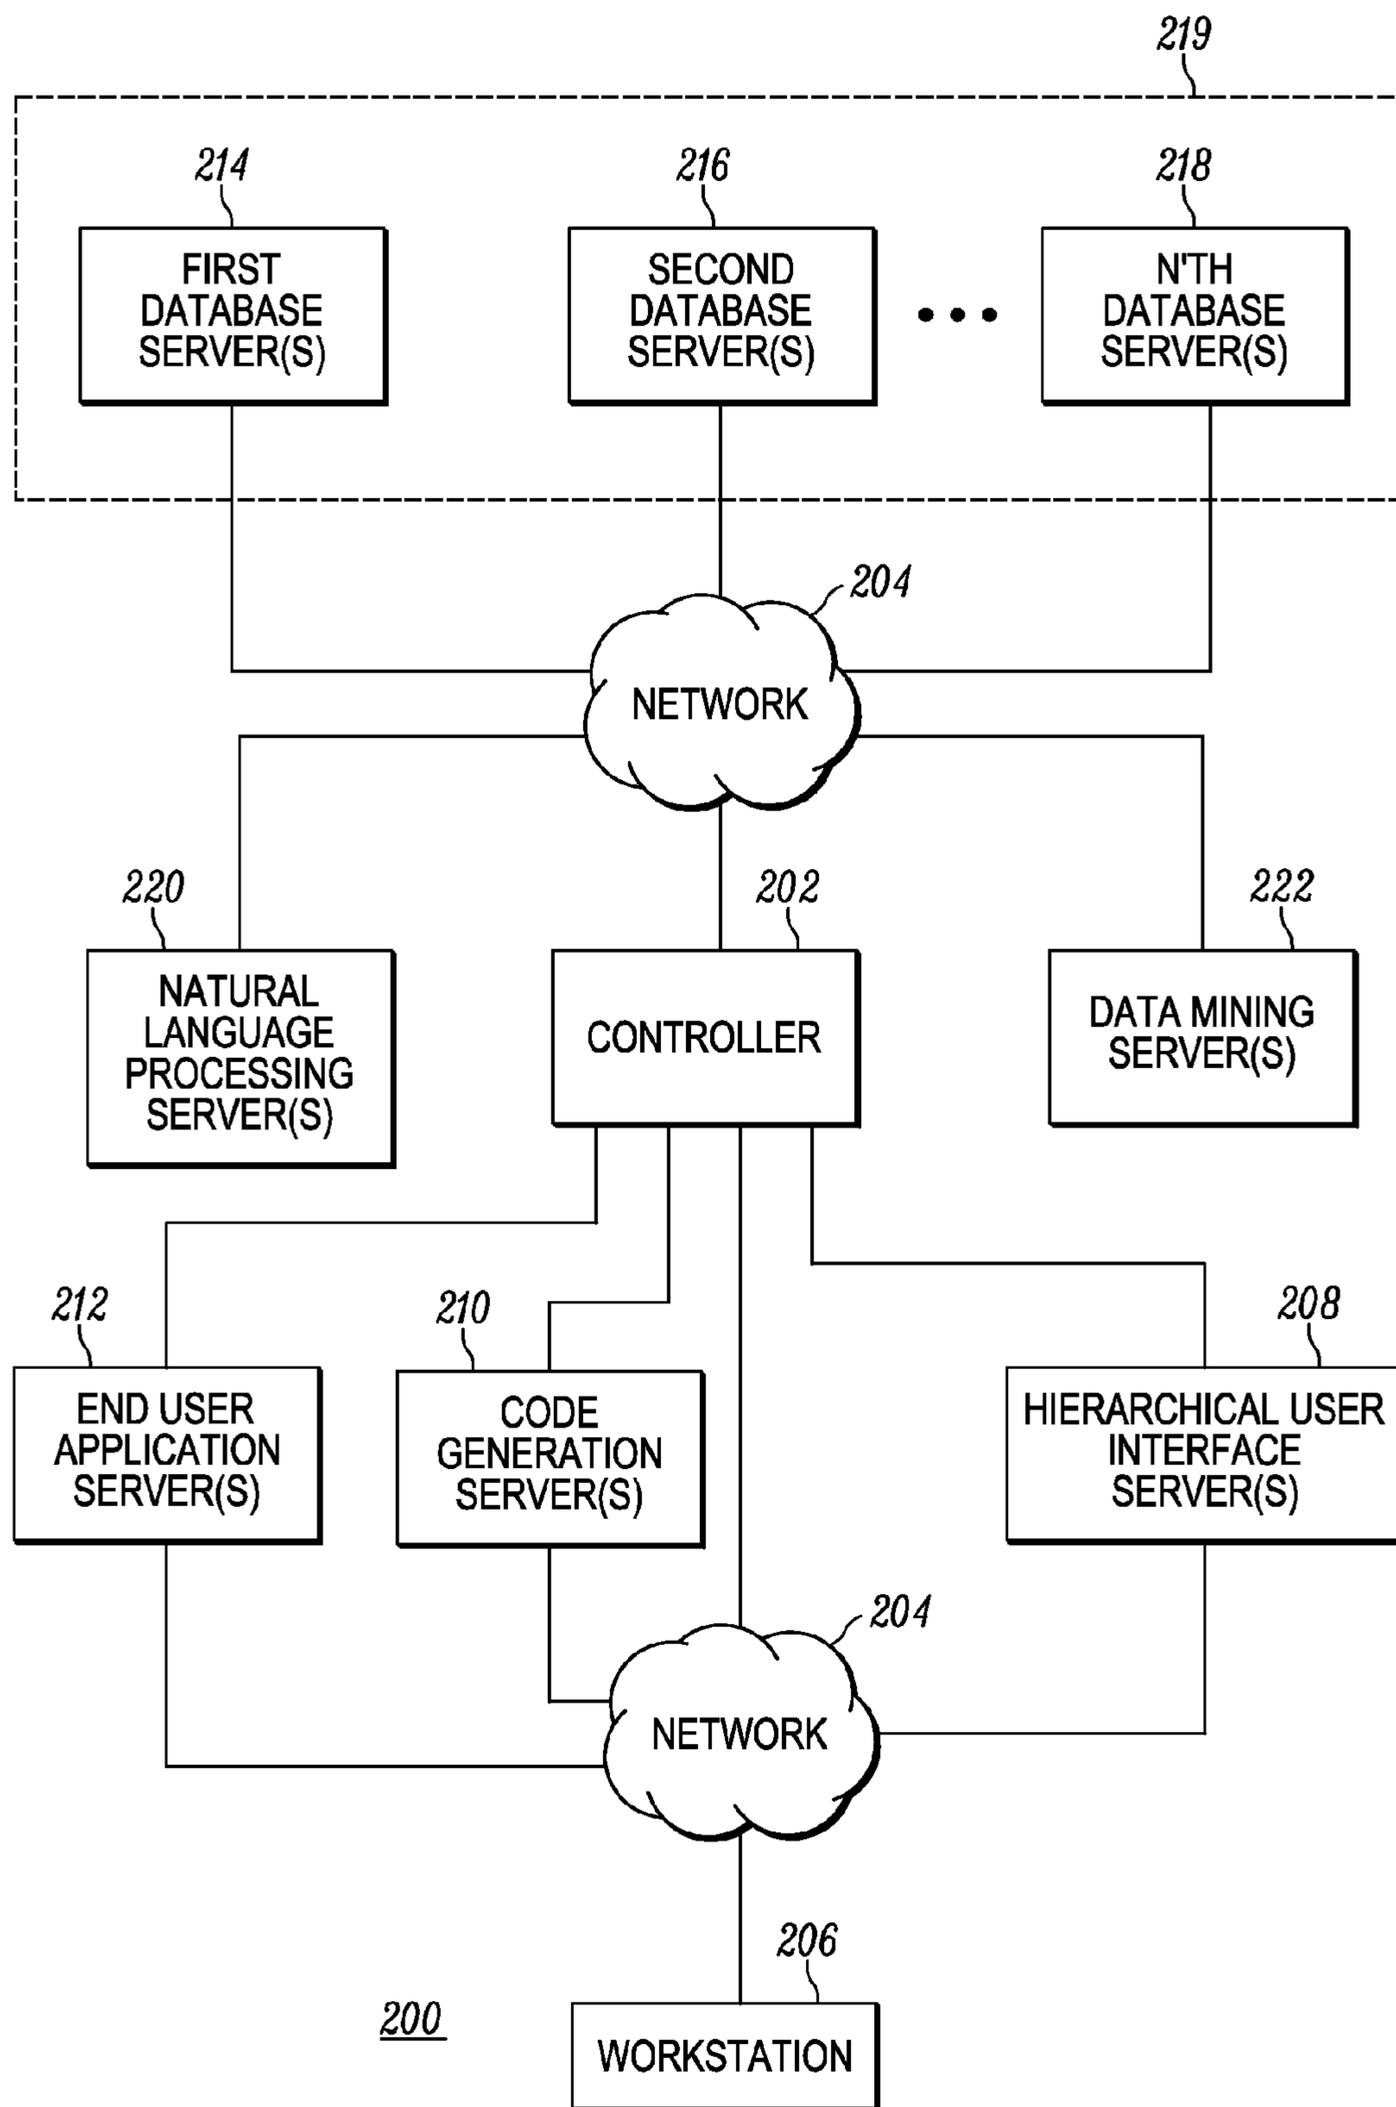 219
214
216
218
FIRST
DATABASE
SERVER(S)
SECOND
DATABASE
SERVER(S)
N'TH
DATABASE
SERVER(S)
204
NETWORK
220
202
222
NATURAL
LANGUAGE
PROCESSING
SERVER(S)
CONTROLLER
DATA MINING
SERVER(S)
212
210
208
END USER
APPLICATION
SERVER(S)
CODE
GENERATION
SERVER(S)
HIERARCHICAL USER
INTERFACE
SERVER(S)
204
NETWORK
206
200
WORKSTATION